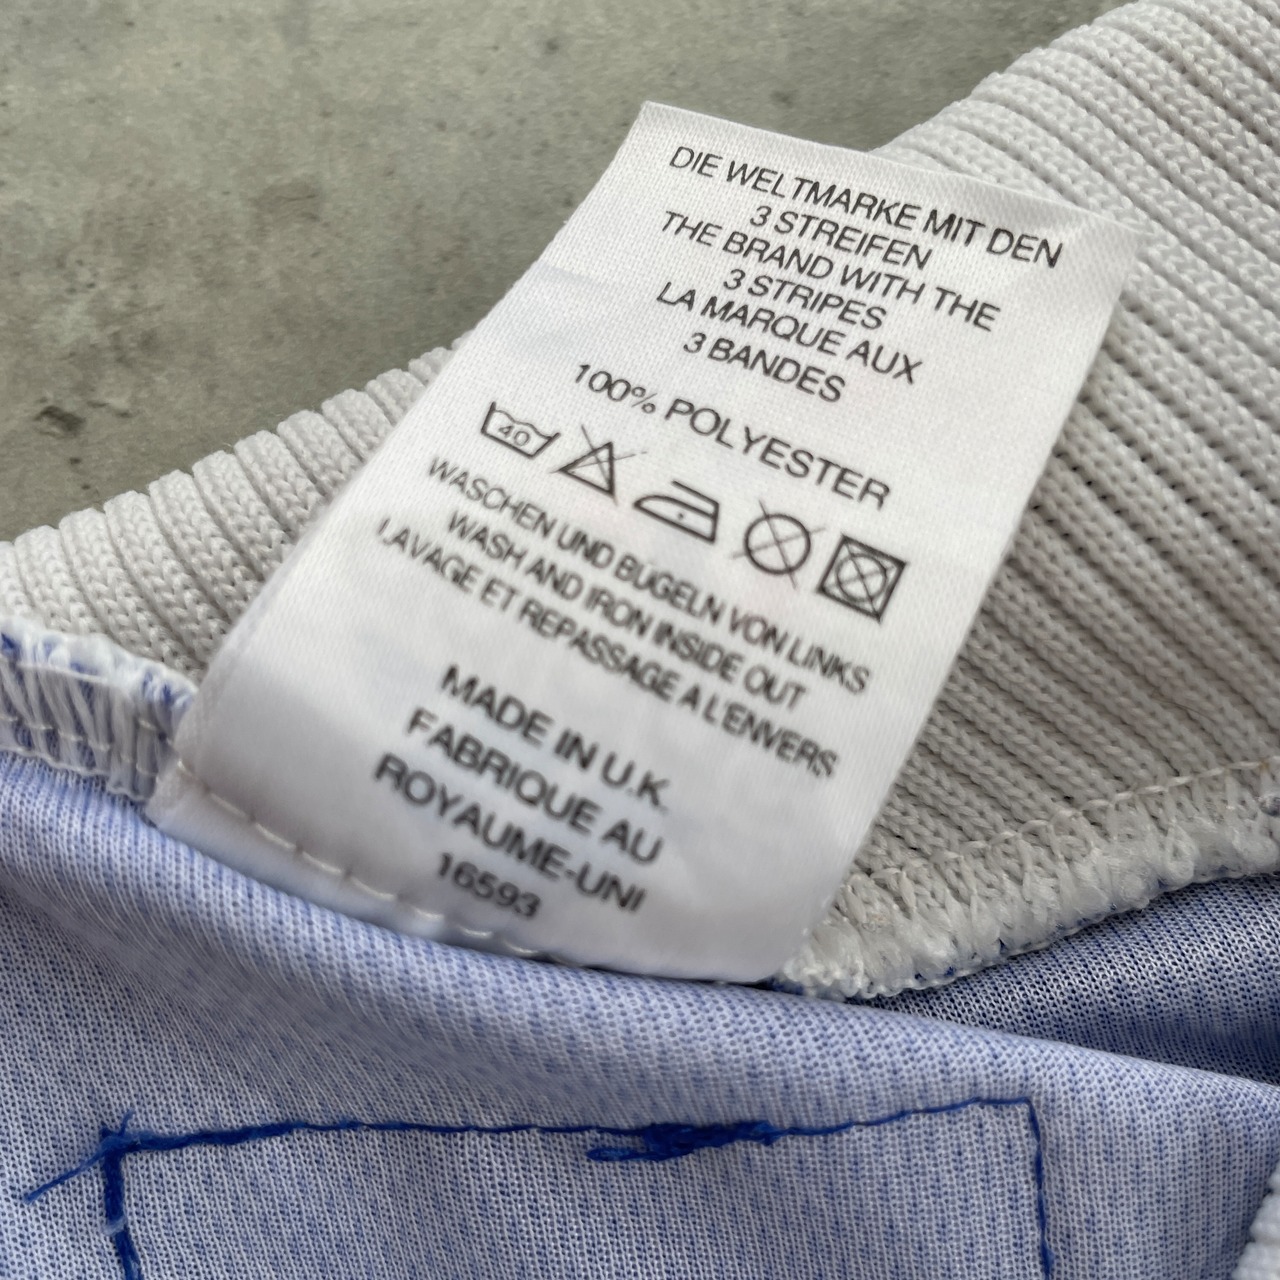 DIE WELTMARKE MIT DEN
3 STREIFEN
THE BRAND WITH THE
3 STRIPES
LA MARQUE AUX
3 BANDES
100% POLYESTER
40
WASCHEN UND BÜGELN VON LINKS
WASH AND IRON INSIDE OUT
LAVAGE ET REPASSAGE A L'ENVERS
MADE IN U.K.
FABRIQUE AU
ROYAUME-UNI
16593